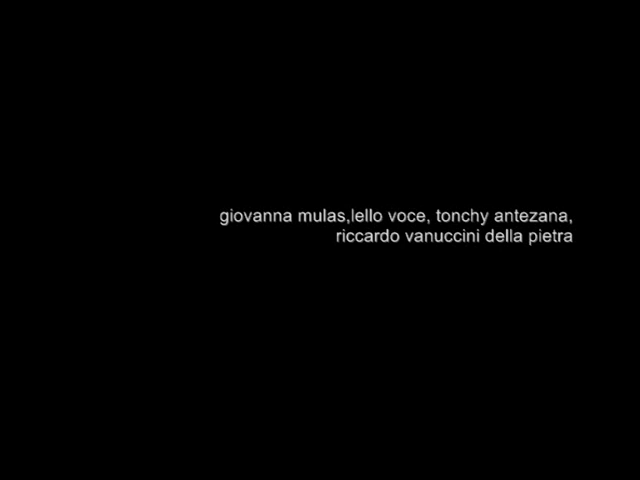 giovanna mulas,lello voce, tonchy antezana,
riccardo vanuccini della pietra